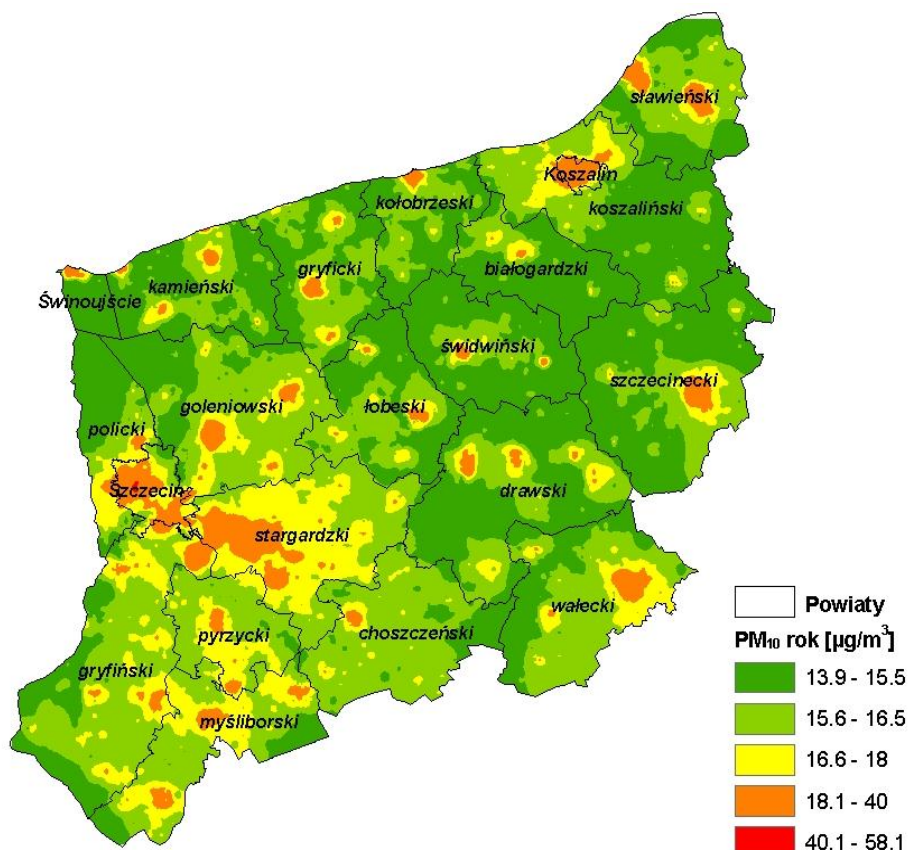 sławieński
Koszalin
kołobrzeski
koszaliński
białogardzki
gryficki
kamieński
Świnoujście
świdwiński
szczecinecki
goleniowski
łobeski
policki
Szczecin
drawski
stargardzki
wałecki
pyrzycki
choszczeński
gryfiński
myśliborski
Powiaty
PM₁₀ rok [µg/m³]
13.9 - 15.5
15.6 - 16.5
16.6 - 18
18.1 - 40
40.1 - 58.1